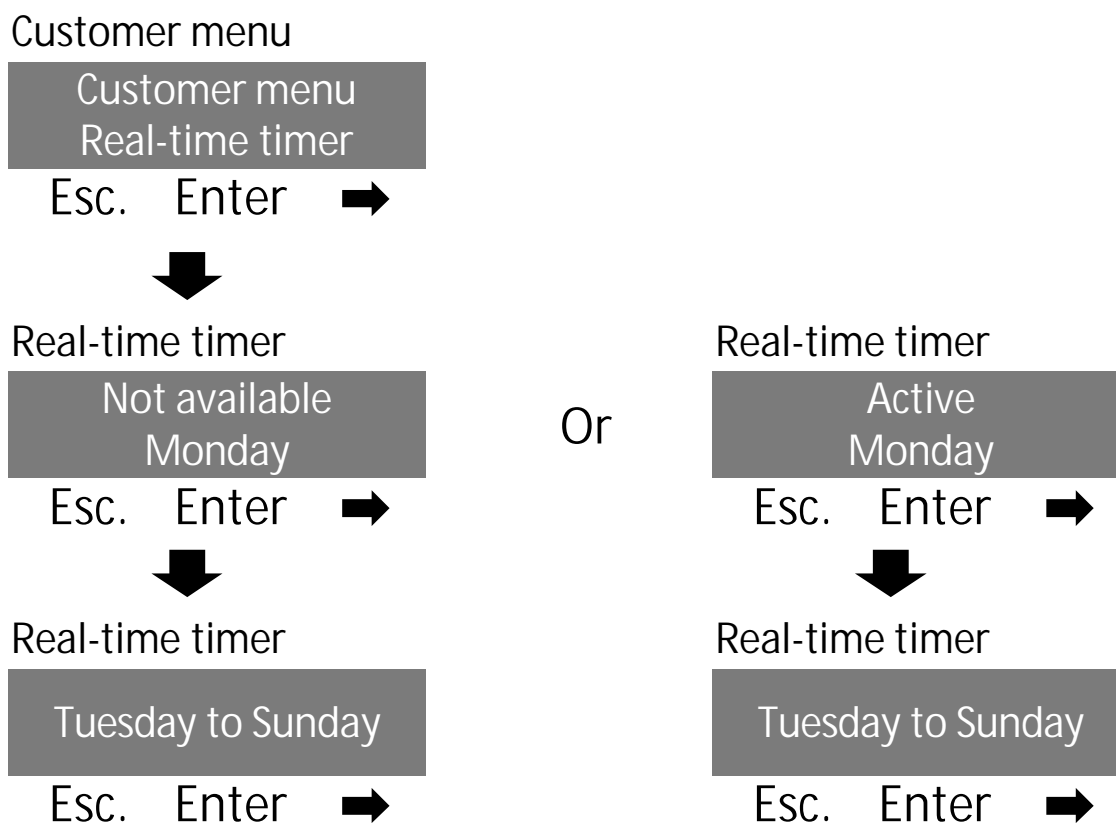 Customer menu
Customer menu
Real-time timer
Esc. Enter
Real-time timer
Not available
Monday
Esc. Enter
Or
Real-time timer
Active
Monday
Esc. Enter
Real-time timer
Tuesday to Sunday
Esc. Enter
Real-time timer
Tuesday to Sunday
Esc. Enter